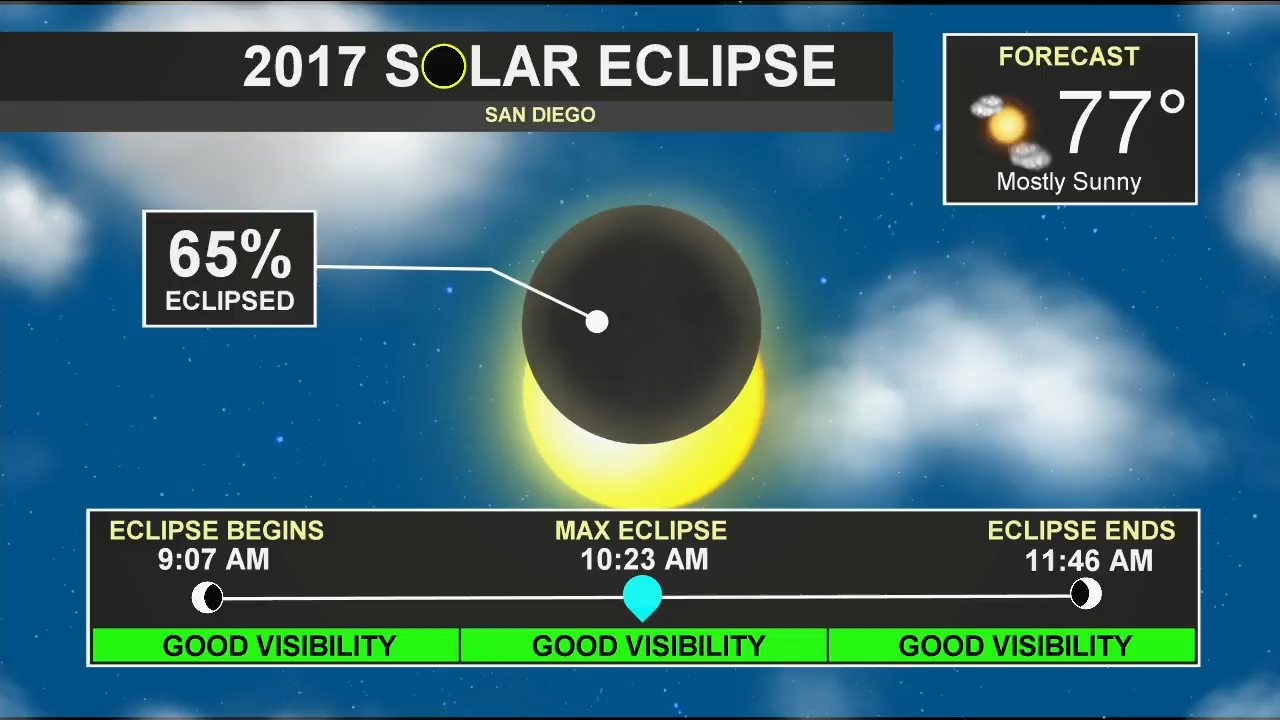 2017 SOLAR ECLIPSE
SAN DIEGO
FORECAST
77°
Mostly Sunny
65%
ECLIPSED
ECLIPSE BEGINS
9:07 AM
MAX ECLIPSE
10:23 AM
ECLIPSE ENDS
11:46 AM
GOOD VISIBILITY
GOOD VISIBILITY
GOOD VISIBILITY